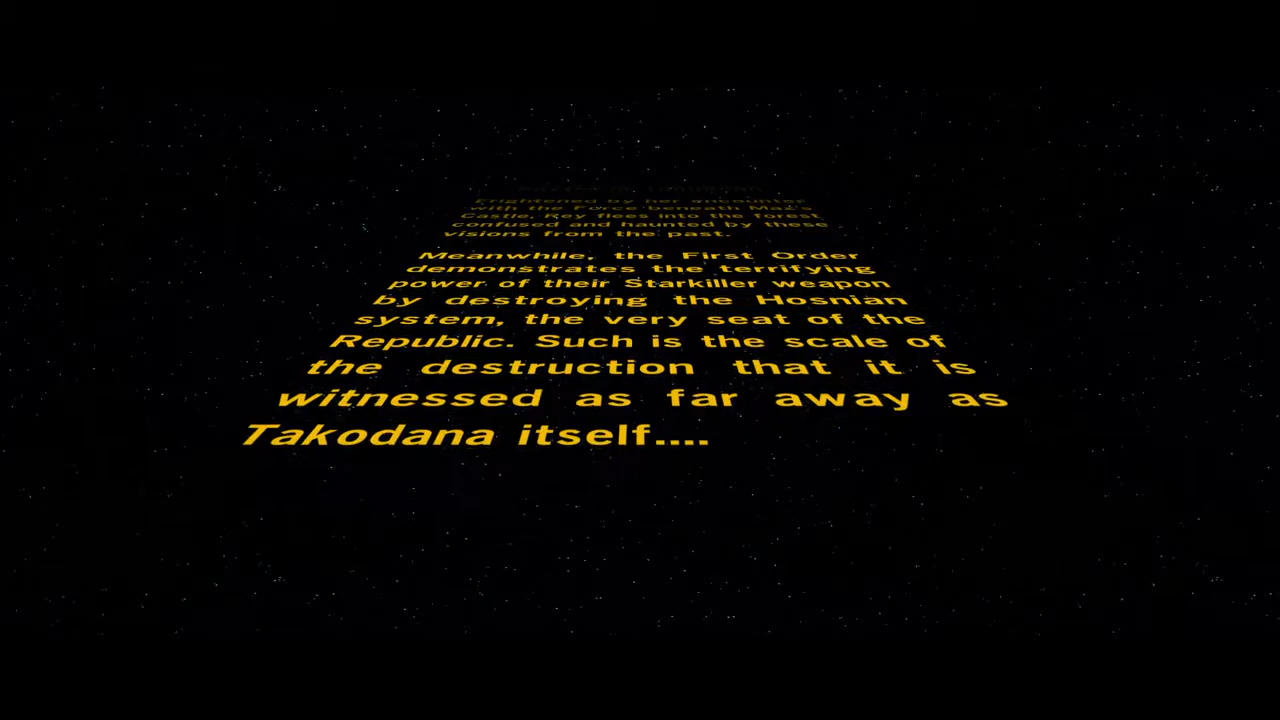 Frightened by her encounter
with the Force beneath Maz's
Castle, Rey flees into the forest
confused and haunted by these
visions from the past.
Meanwhile, the First Order
demonstrates the terrifying
power of their Starkiller weapon
by destroying the Hosnian
system, the very seat of the
Republic. Such is the scale of
the destruction that it is
witnessed as far away as
Takodana itself....